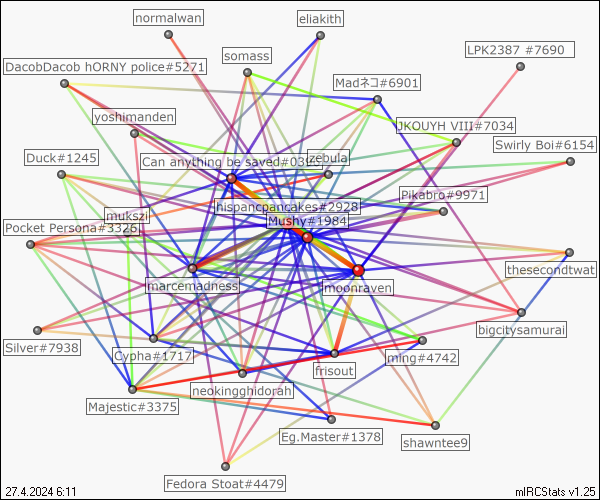 normalwan
eliakith
LPK2387 #7690
somass
DacobDacob hORNY police#5271
Madネコ#6901
yoshimanden
JKOUYH VIII#7034
Swirly Boi#6154
Duck#1245
Can anything be saved#0395
zebula
Pikabro#9971
mukszi
hispancpancakes#2928
Mushy#1984
Pocket Persona#3326
thesecondtwat
marcemadness
moonraven
bigcitysamurai
Silver#7938
Cypha#1717
ming#4742
frisout
neokingghidorah
Majestic#3375
Eg.Master#1378
shawntee9
Fedora Stoat#4479
27.4.2024 6:11
mIRCStats v1.25